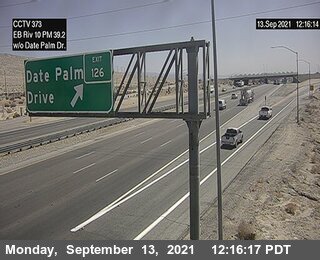 CCTV 373
EB Riv 10 PM 39.2
w/o Date Palm Dr.
13.Sep.2021 12:16:14
EXIT
126
Date Palm
Drive
Monday, September 13, 2021 12:16:17 PDT